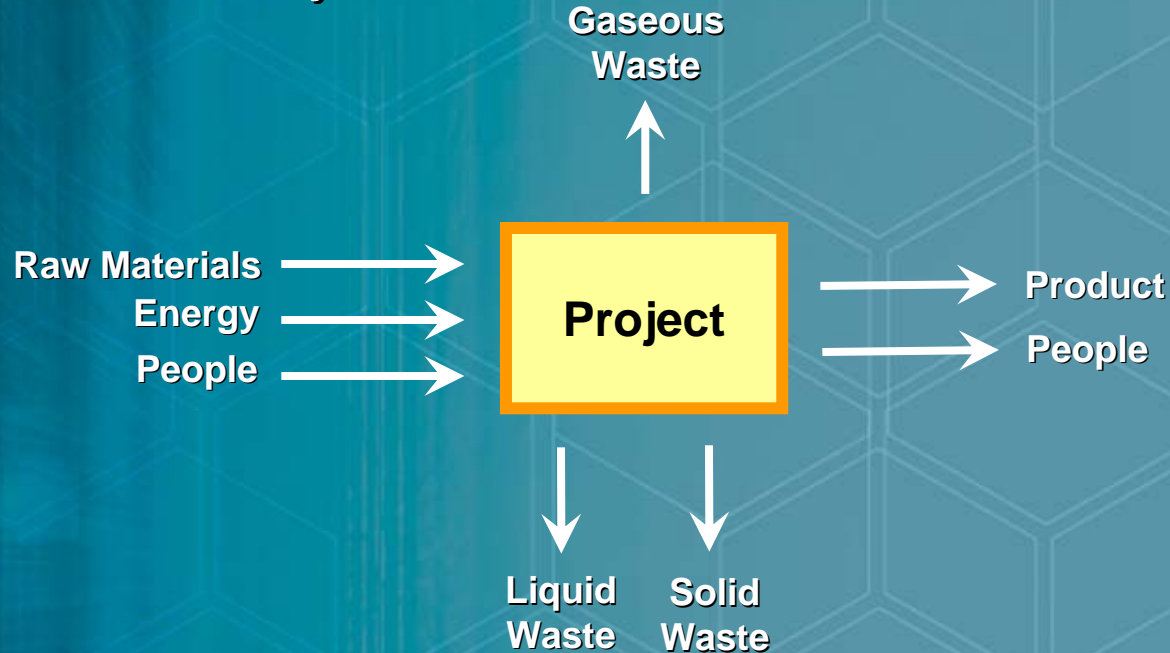 Gaseous
Waste
Raw Materials
Energy
People
Project
Product
People
Liquid
Waste
Solid
Waste